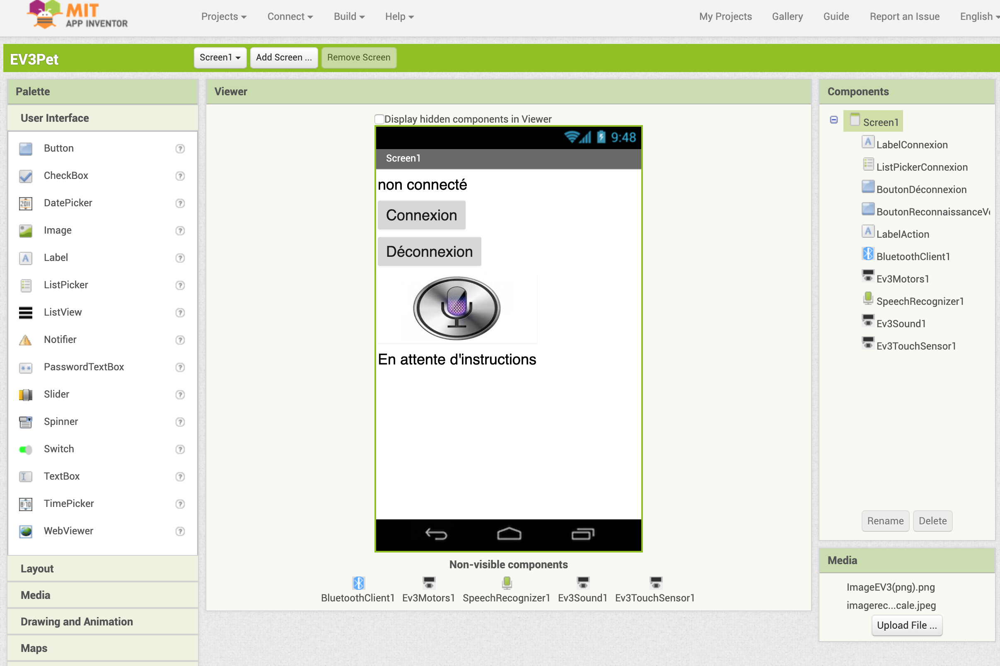 MIT
APP INVENTOR
Projects Connect Build Help My Projects Gallery Guide Report an Issue English
EV3Pet Screen1 Add Screen ... Remove Screen
Palette
User Interface
Button
CheckBox
DatePicker
Image
Label
ListPicker
ListView
Notifier
PasswordTextBox
Slider
Spinner
Switch
TextBox
TimePicker
WebViewer
Layout
Media
Drawing and Animation
Maps
Viewer
Display hidden components in Viewer
9:48
Screen1
non connecté
Connexion
Déconnexion
En attente d'instructions
Non-visible components
BluetoothClient1 Ev3Motors1 SpeechRecognizer1 Ev3Sound1 Ev3TouchSensor1
Components
Screen1
LabelConnexion
ListPickerConnexion
BoutonDéconnexion
BoutonReconnaissanceV
LabelAction
BluetoothClient1
Ev3Motors1
SpeechRecognizer1
Ev3Sound1
Ev3TouchSensor1
Rename Delete
Media
ImageEV3(png).png
imagerec...cale.jpeg
Upload File ...